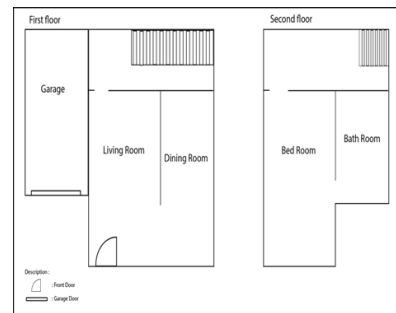 First floor
Second floor
Garage
Living Room
Dining Room
Bed Room
Bath Room
Description :
: Front Door
: Garage Door